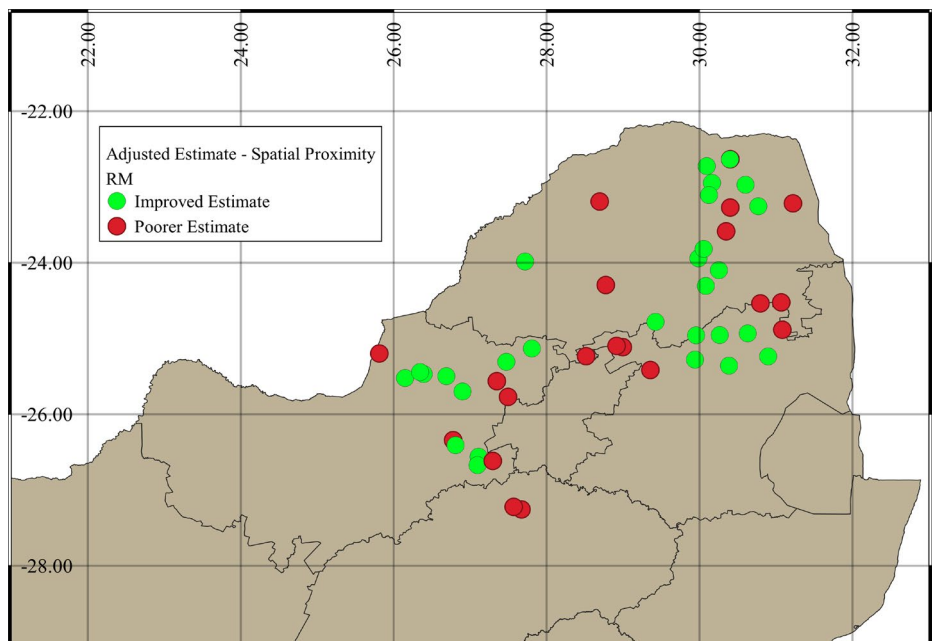 22.00
24.00
26.00
28.00
30.00
32.00
-22.00
Adjusted Estimate - Spatial Proximity
RM
Improved Estimate
Poorer Estimate
-24.00
-26.00
-28.00